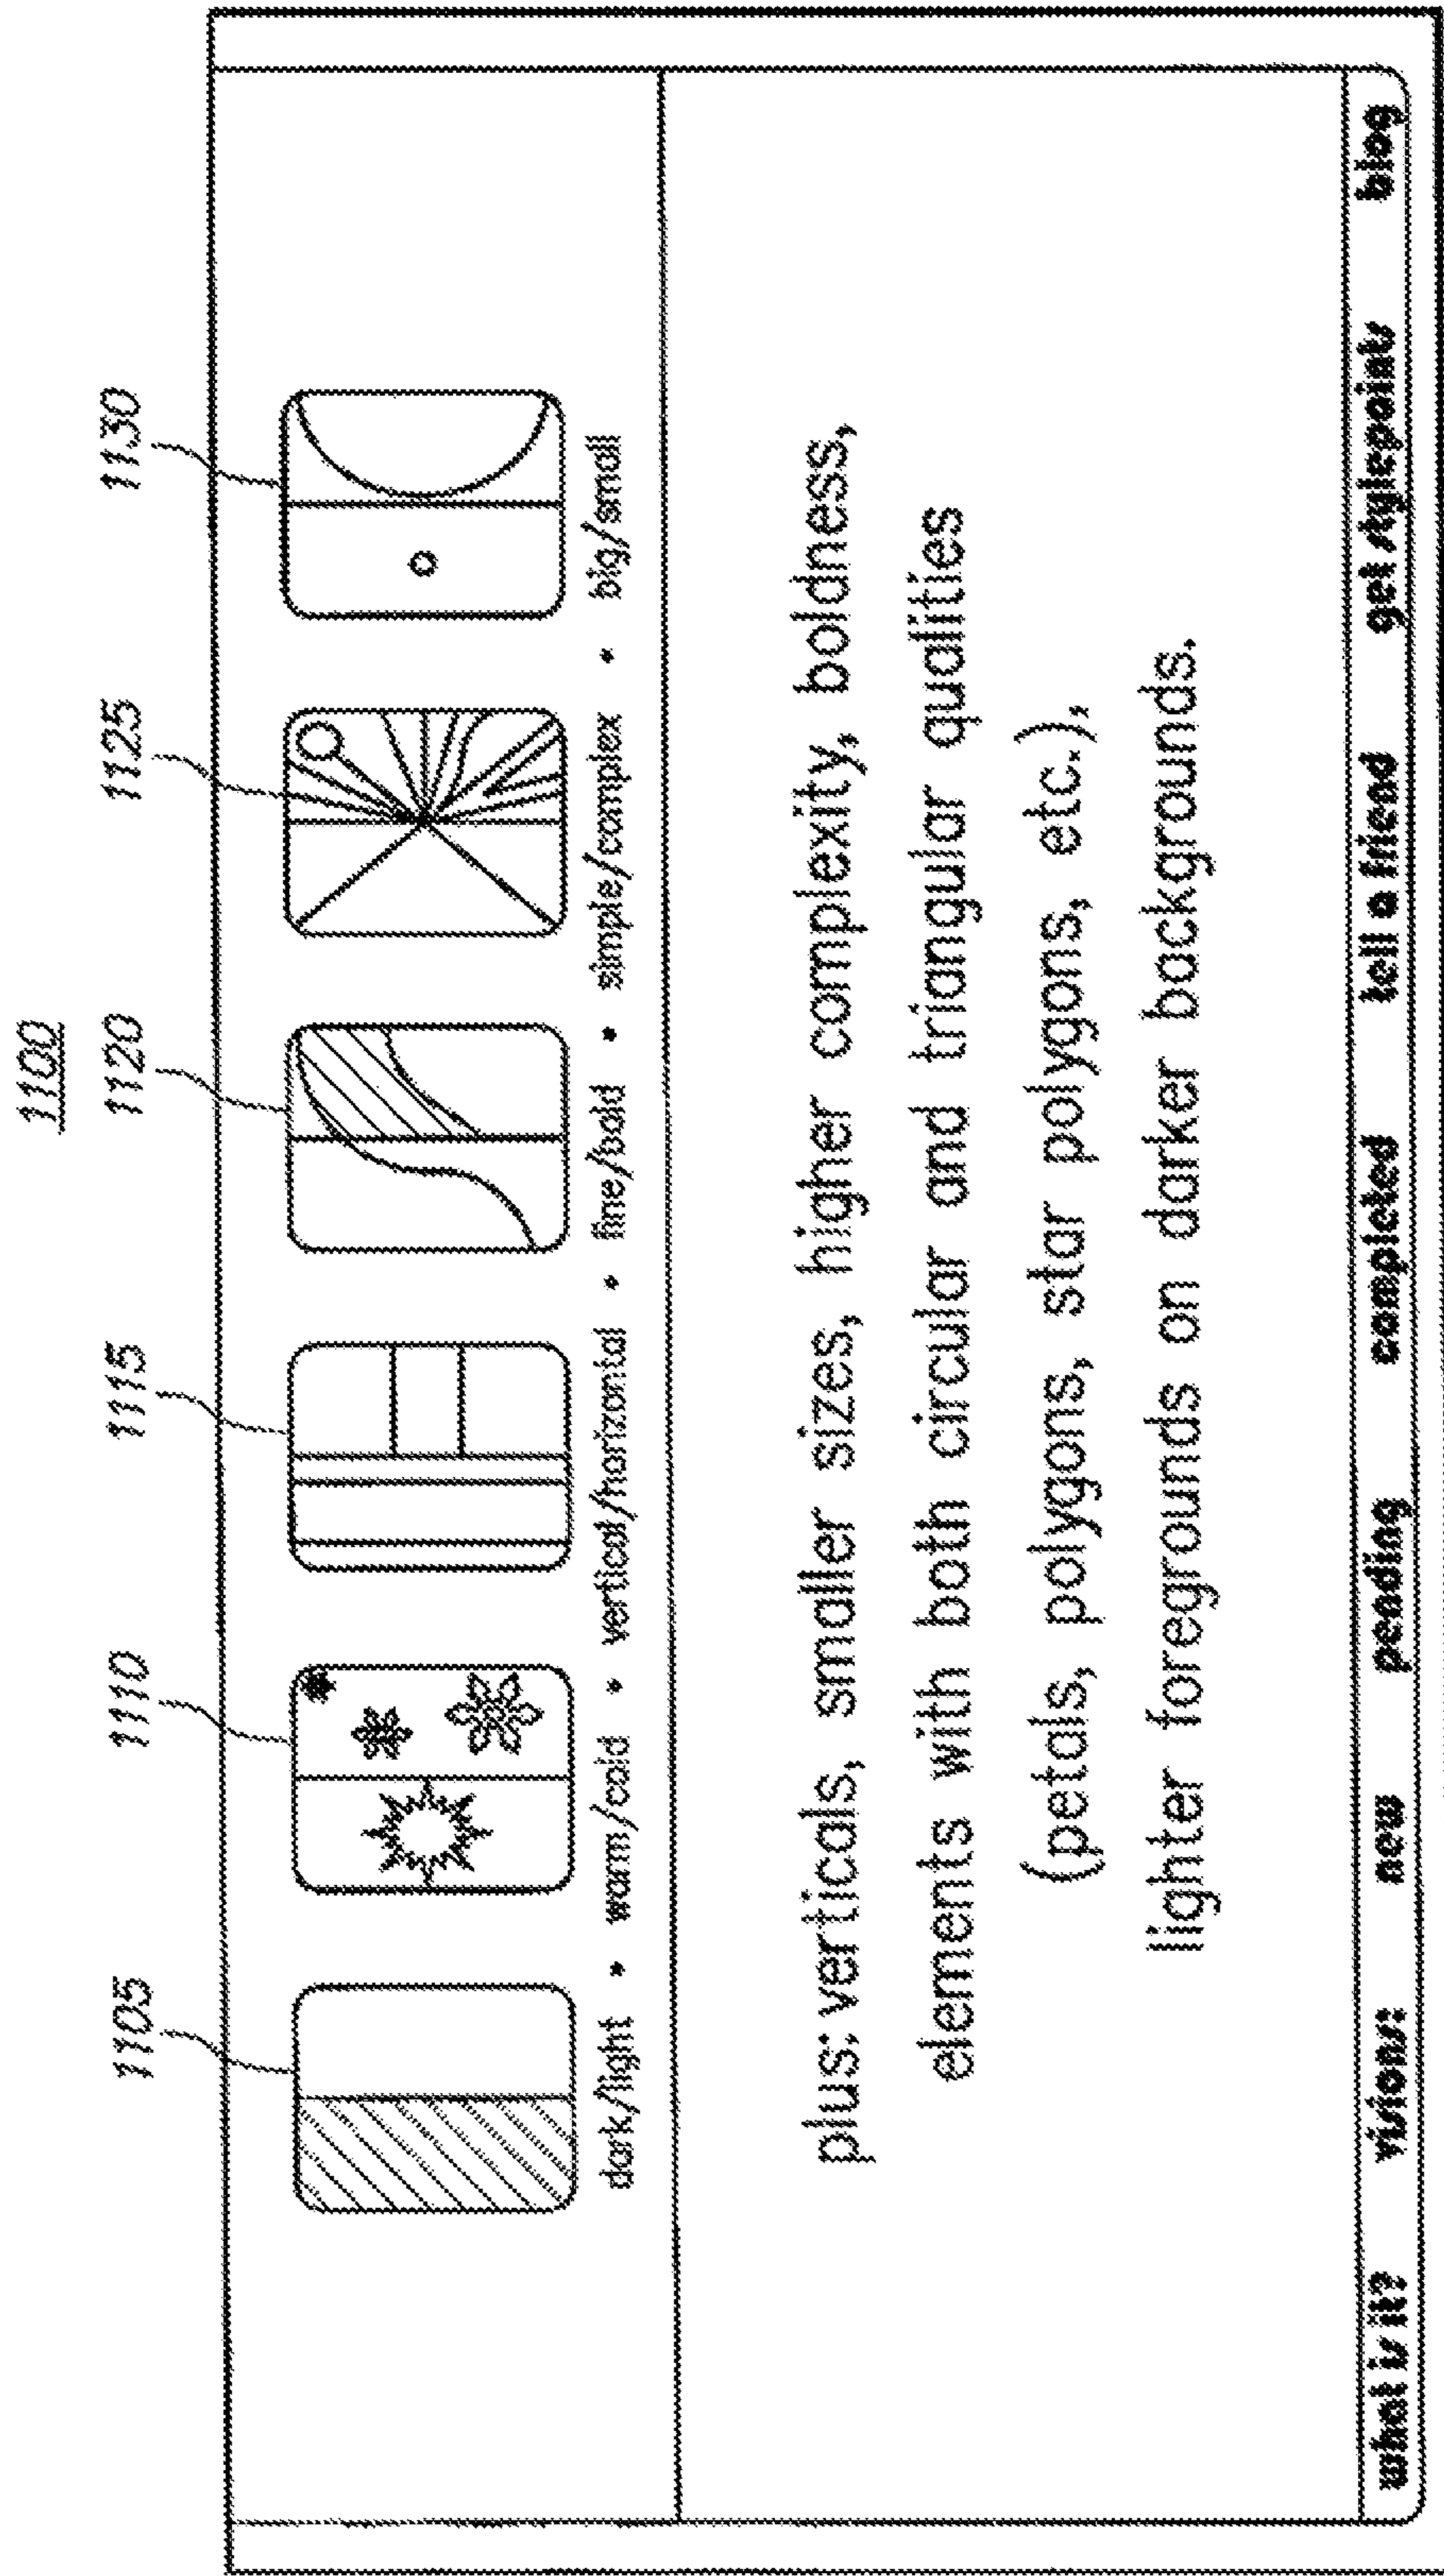 1100
1105 1110 1115 1120 1125 1130
dark/light • warm/cold • vertical/horizontal • fine/bold • simple/complex • big/small
plus: verticals, smaller sizes, higher complexity, boldness,
elements with both circular and triangular qualities
(petals, polygons, star polygons, etc.),
lighter foregrounds on darker backgrounds.
what is it? visions: new pending completed tell a friend get stylepoints blog